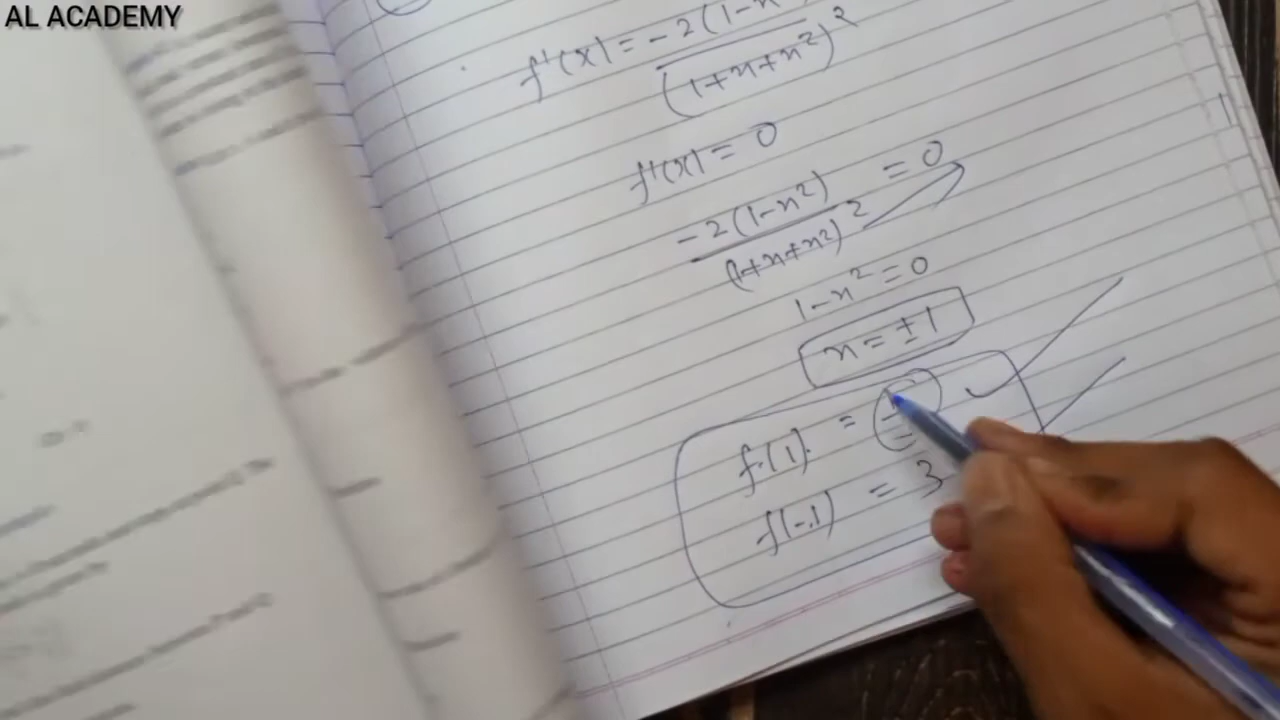 AL ACADEMY
f'(x) = -2(1-x
(1+x+x²)²
f'(x) = 0
-2(1-x²) = 0
(1+x+x²)²
1-x² = 0
x = ±1
f(1) =
f(-1) = 3